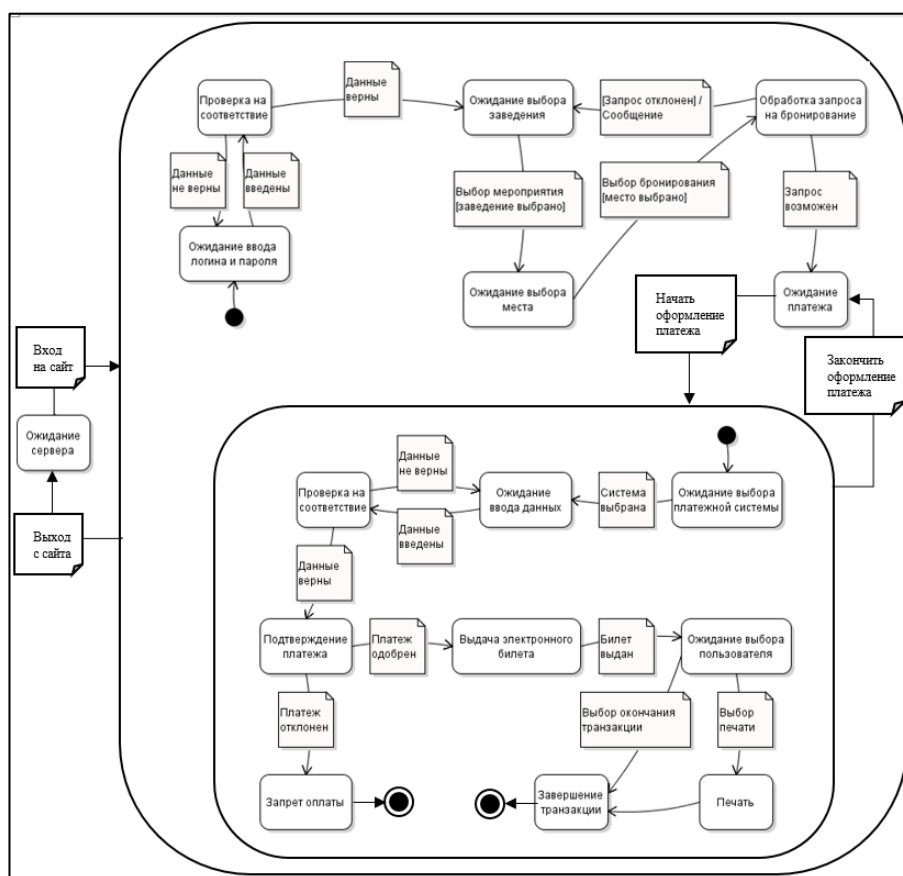 Данные
верны
Проверка на
соответствие
Ожидание выбора
заведения
[Запрос отклонен] /
Сообщение
Обработка запроса
на бронирование
Данные
не верны
Данные
введены
Выбор мероприятия
[заведение выбрано]
Выбор бронирования
[место выбрано]
Запрос
возможен
Ожидание ввода
логина и пароля
Ожидание выбора
места
Начать
оформление
платежа
Ожидание
платежа
Вход
на сайт
Закончить
оформление
платежа
Ожидание
сервера
Выход
с сайта
Данные
не верны
Проверка на
соответствие
Ожидание
ввода данных
Система
выбрана
Ожидание выбора
платежной системы
Данные
введены
Данные
верны
Подтверждение
платежа
Платеж
одобрен
Выдача электронного
билета
Билет
выдан
Ожидание выбора
пользователя
Платеж
отклонен
Выбор окончания
транзакции
Выбор
печати
Запрет оплаты
Завершение
транзакции
Печать